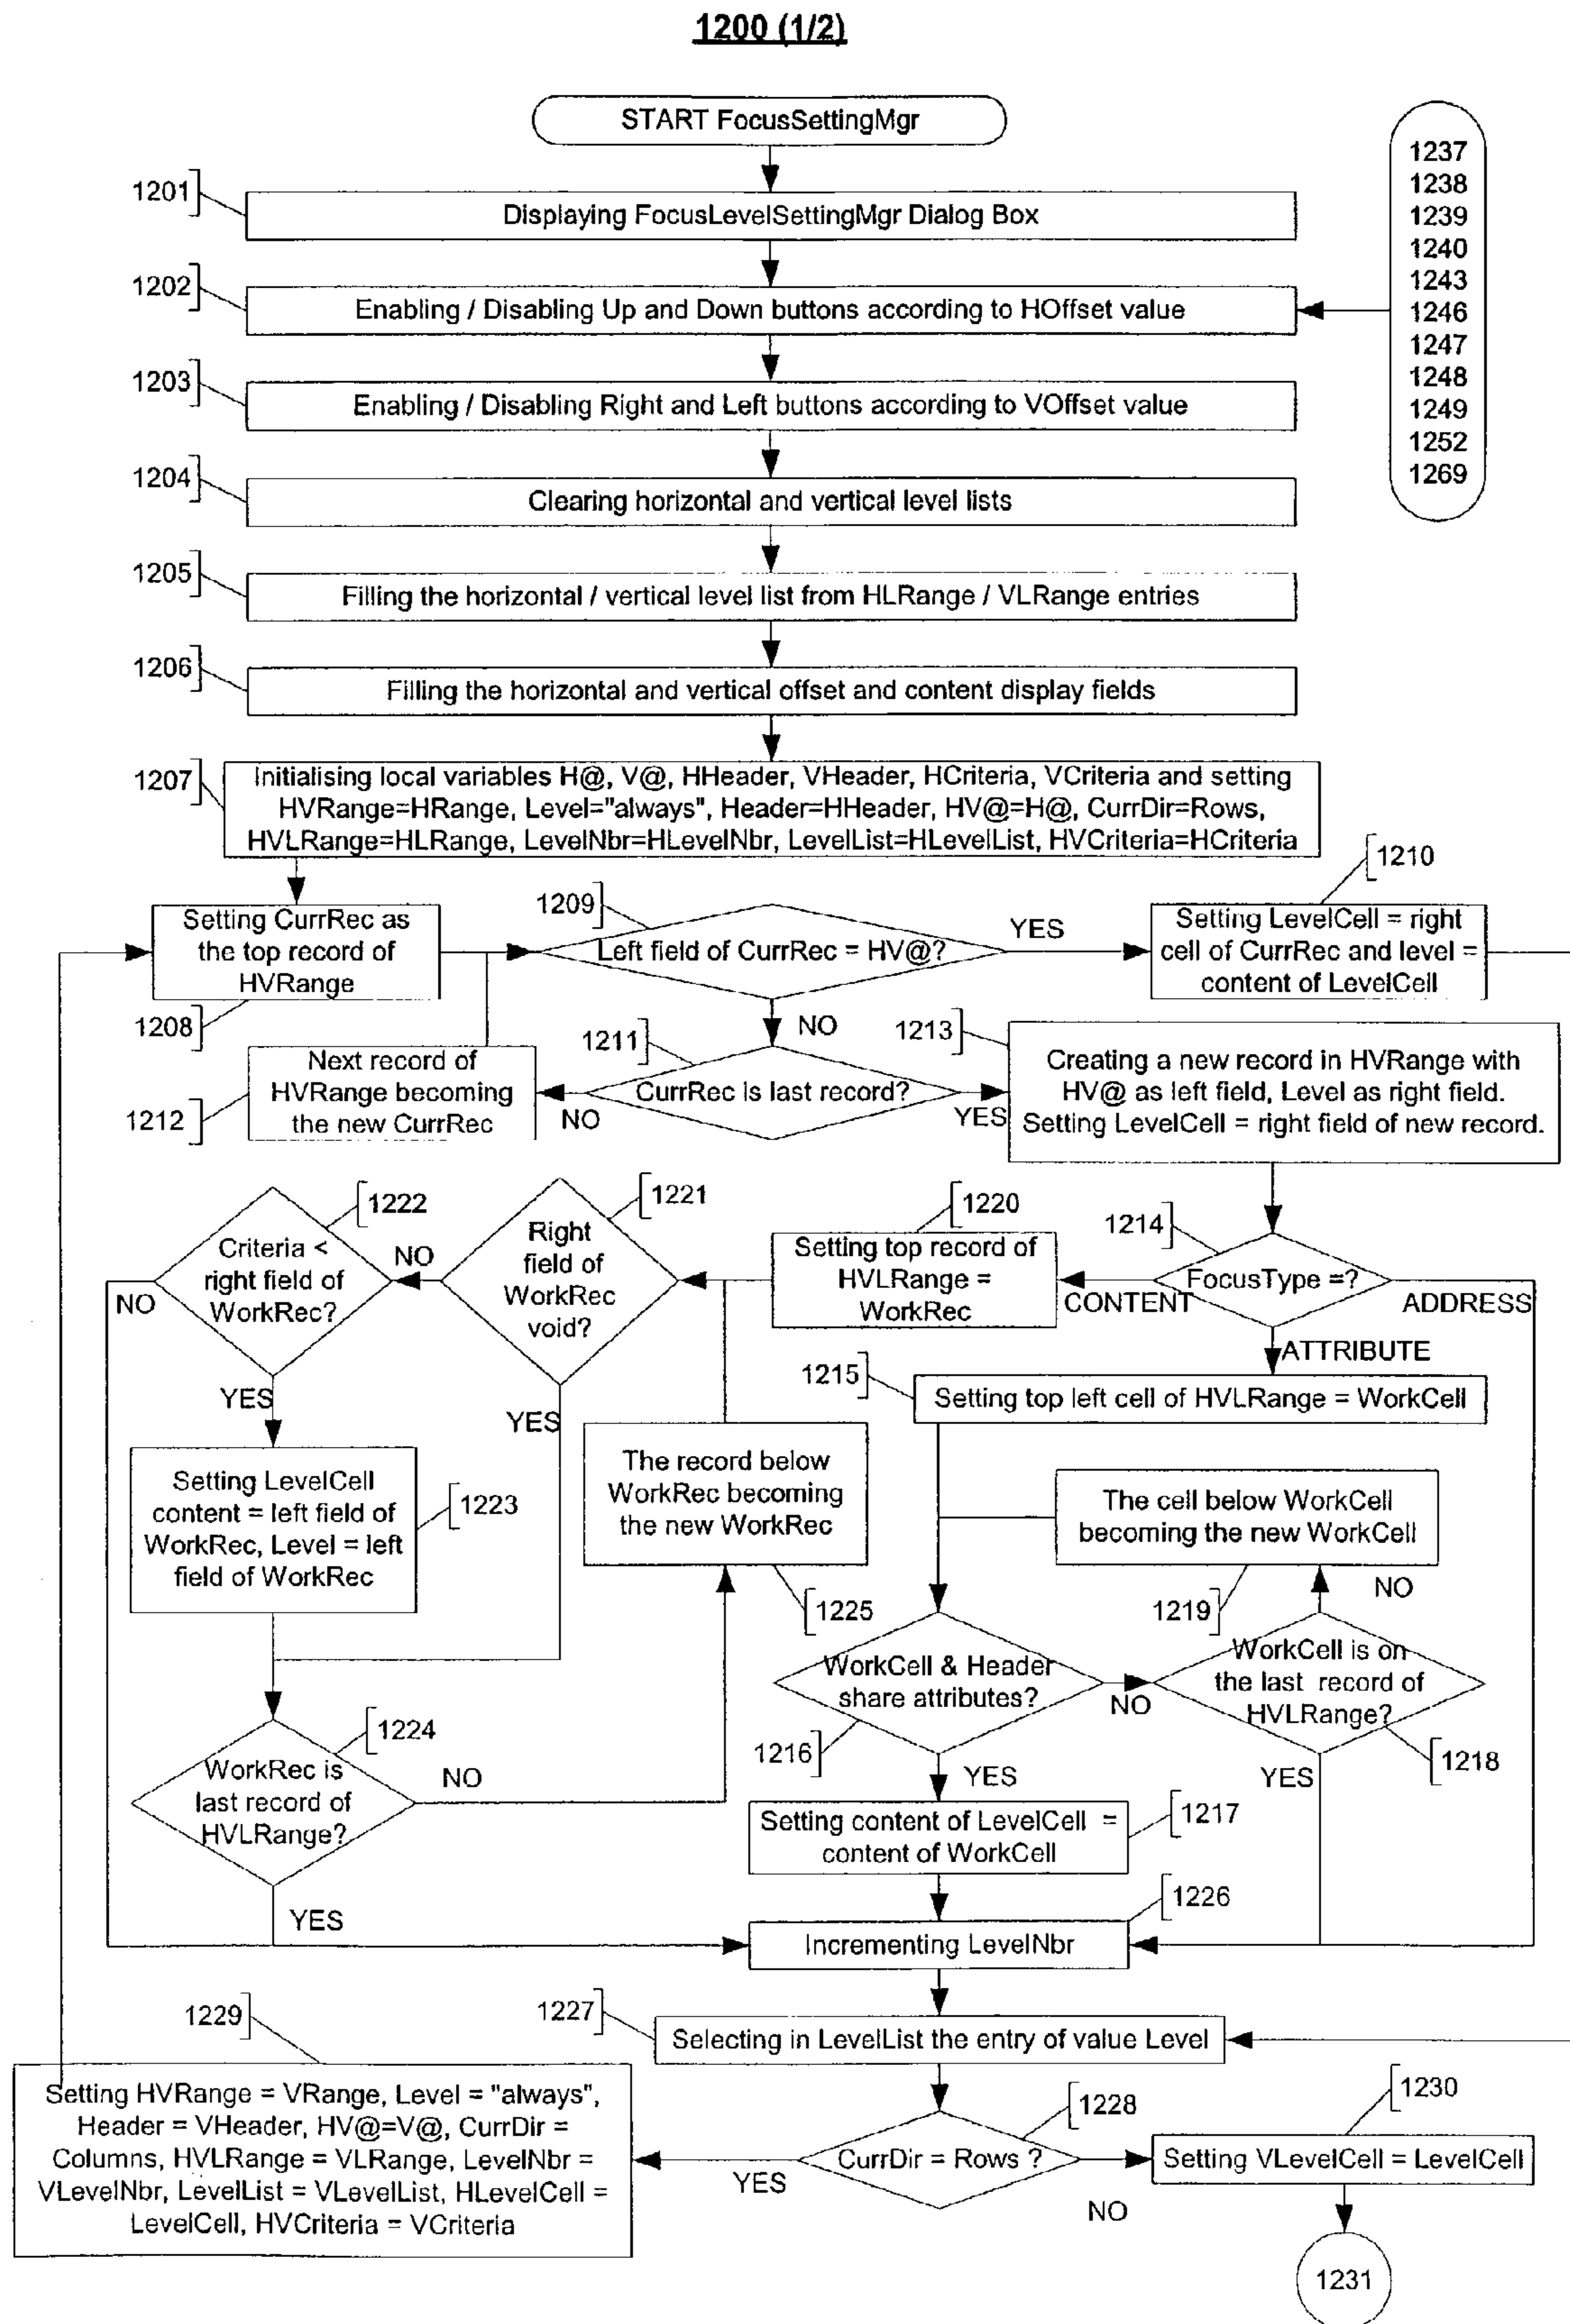 1200 (1/2)
START FocusSettingMgr
1237
1238
1239
1240
1243
1246
1247
1248
1249
1252
1269
1201
Displaying FocusLevelSettingMgr Dialog Box
1202
Enabling / Disabling Up and Down buttons according to HOffset value
1203
Enabling / Disabling Right and Left buttons according to VOffset value
1204
Clearing horizontal and vertical level lists
1205
Filling the horizontal / vertical level list from HLRange / VLRange entries
1206
Filling the horizontal and vertical offset and content display fields
1207
Initialising local variables H@, V@, HHeader, VHeader, HCriteria, VCriteria and setting
HVRange=HRange, Level="always", Header=HHeader, HV@=H@, CurrDir=Rows,
HVLRange=HLRange, LevelNbr=HLevelNbr, LevelList=HLevelList, HVCriteria=HCriteria
Setting CurrRec as
the top record of
HVRange
1208
1209
Left field of CurrRec = HV@?
YES
NO
1210
Setting LevelCell = right
cell of CurrRec and level =
content of LevelCell
1211
CurrRec is last record?
NO
YES
Next record of
HVRange becoming
the new CurrRec
1212
1213
Creating a new record in HVRange with
HV@ as left field, Level as right field.
Setting LevelCell = right field of new record.
1214
FocusType =?
CONTENT
ADDRESS
ATTRIBUTE
1220
Setting top record of
HVLRange =
WorkRec
1221
Right
field of
WorkRec
void?
NO
YES
1222
Criteria <
right field of
WorkRec?
NO
YES
1215
Setting top left cell of HVLRange = WorkCell
Setting LevelCell
content = left field of
WorkRec, Level = left
field of WorkRec
1223
The record below
WorkRec becoming
the new WorkRec
1225
The cell below WorkCell
becoming the new WorkCell
1219
NO
WorkCell & Header
share attributes?
1216
NO
YES
WorkCell is on
the last record of
HVLRange?
1218
YES
1224
WorkRec is
last record of
HVLRange?
NO
YES
Setting content of LevelCell =
content of WorkCell
1217
1226
Incrementing LevelNbr
1227
Selecting in LevelList the entry of value Level
1228
CurrDir = Rows ?
YES
NO
1229
Setting HVRange = VRange, Level = "always",
Header = VHeader, HV@=V@, CurrDir =
Columns, HVLRange = VLRange, LevelNbr =
VLevelNbr, LevelList = VLevelList, HLevelCell =
LevelCell, HVCriteria = VCriteria
1230
Setting VLevelCell = LevelCell
1231